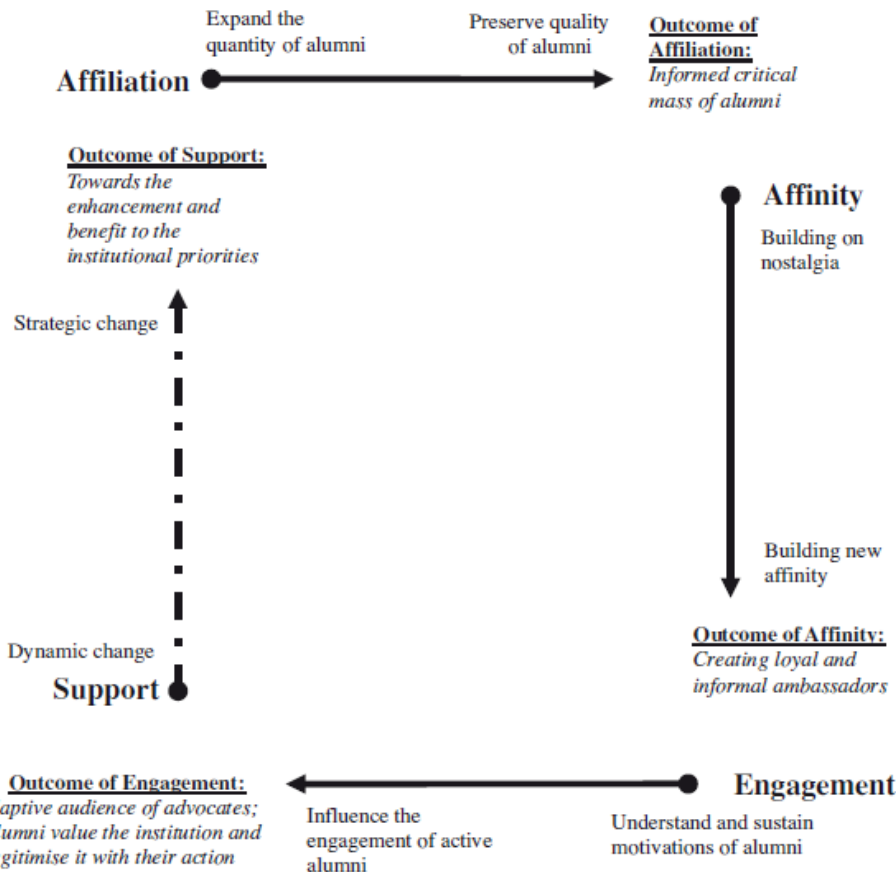 Expand the
quantity of alumni
Preserve quality
of alumni
Outcome of
Affiliation:
Informed critical
mass of alumni
Affiliation
Outcome of Support:
Towards the
enhancement and
benefit to the
institutional priorities
Affinity
Building on
nostalgia
Strategic change
Building new
affinity
Outcome of Affinity:
Creating loyal and
informal ambassadors
Dynamic change
Support
Outcome of Engagement:
aptive audience of advocates;
lumni value the institution and
gitimise it with their action
Influence the
engagement of active
alumni
Engagement
Understand and sustain
motivations of alumni